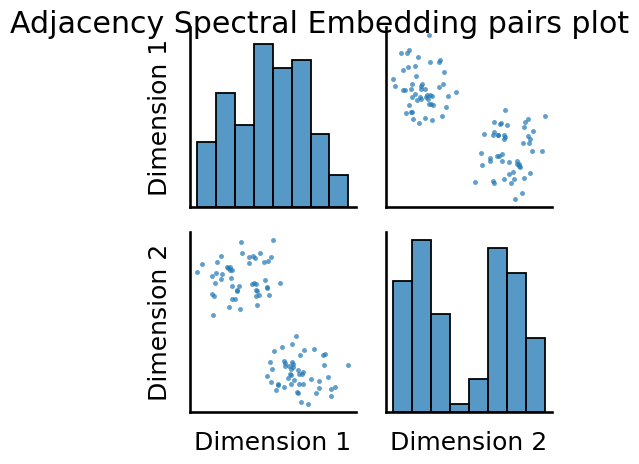 Adjacency Spectral Embedding pairs plot
Dimension 1
Dimension 2
Dimension 1
Dimension 2